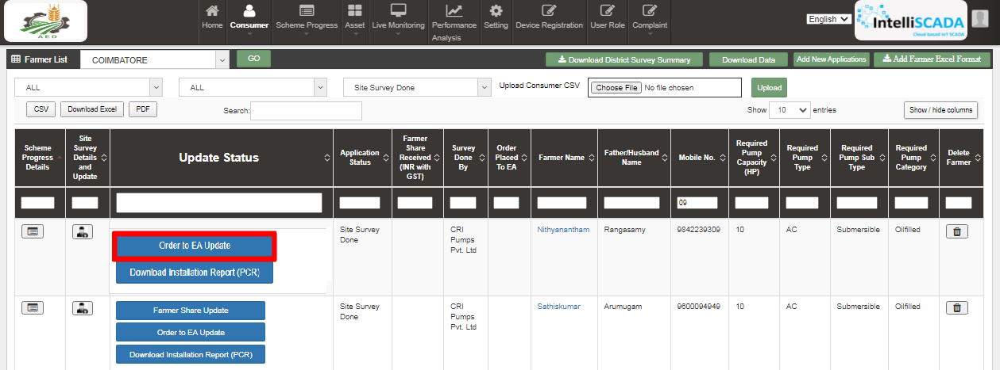 AED
Home
Consumer
Scheme Progress
Asset
Live Monitoring
Performance
Analysis
Setting
Device Registration
User Role
Complaint
English
IntelliSCADA
Cloud based IoT SCADA
Farmer List
COIMBATORE
GO
Download District Survey Summary
Download Data
Add New Applications
Add Farmer Excel Format
ALL
ALL
Site Survey Done
Upload Consumer CSV
Choose File No file chosen
Upload
CSV
Download Excel
PDF
Search:
Show 10 entries
Show / hide columns
Scheme
Progress
Details
Site
Survey
Details
and
Update
Update Status
Application
Status
Farmer
Share
Received
(INR with
GST)
Survey
Done
By
Order
Placed
To EA
Farmer Name
Father/Husband
Name
Mobile No.
Required
Pump
Capacity
(HP)
Required
Pump
Type
Required
Pump Sub
Type
Required
Pump
Category
Delete
Farmer
09
Order to EA Update
Download Installation Report (PCR)
Site Survey
Done
CRI
Pumps
Pvt. Ltd
Nithyanantham
Rangasamy
9842239309
10
AC
Submersible
Oilfilled
Farmer Share Update
Order to EA Update
Download Installation Report (PCR)
Site Survey
Done
CRI
Pumps
Pvt. Ltd
Sathiskumar
Arumugam
9600094949
10
AC
Submersible
Oilfilled